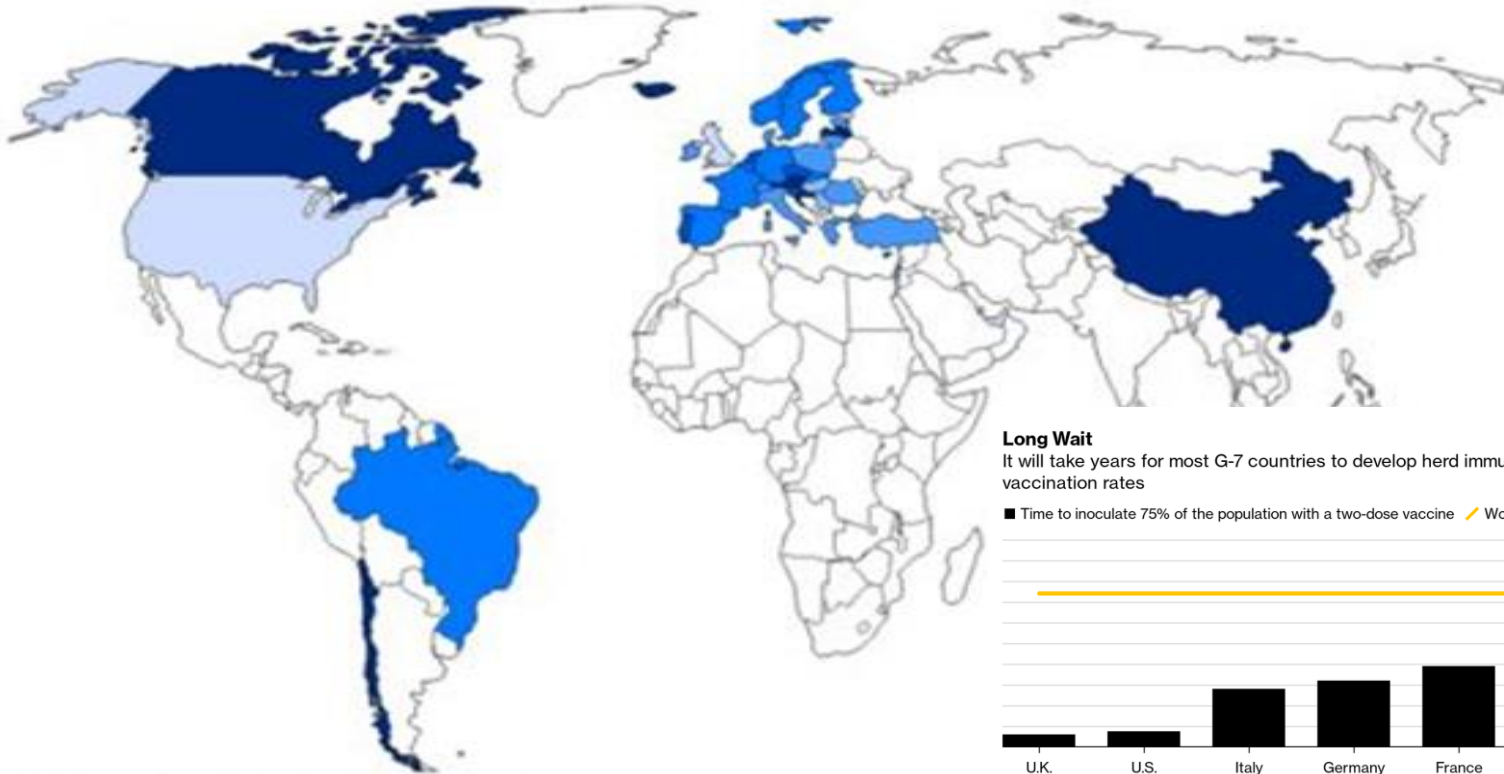 Long Wait
It will take years for most G-7 countries to develop herd
vaccination rates
Time to inoculate 75% of the population with a two-dose vaccine
U.K. U.S. Italy Germany France